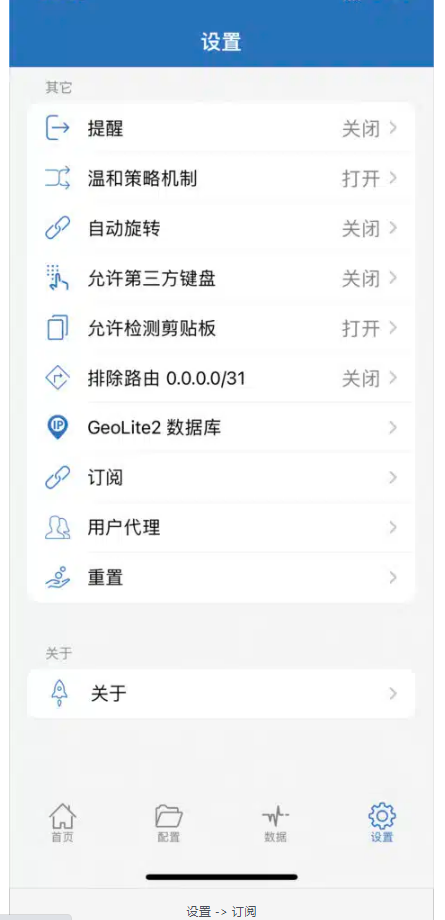 设置
其它
提醒 关闭
温和策略机制 打开
自动旋转 关闭
允许第三方键盘 关闭
允许检测剪贴板 打开
排除路由 0.0.0.0/31 关闭
IP GeoLite2 数据库
订阅
用户代理
重置
关于
关于
首页 配置 数据 设置
设置 -> 订阅